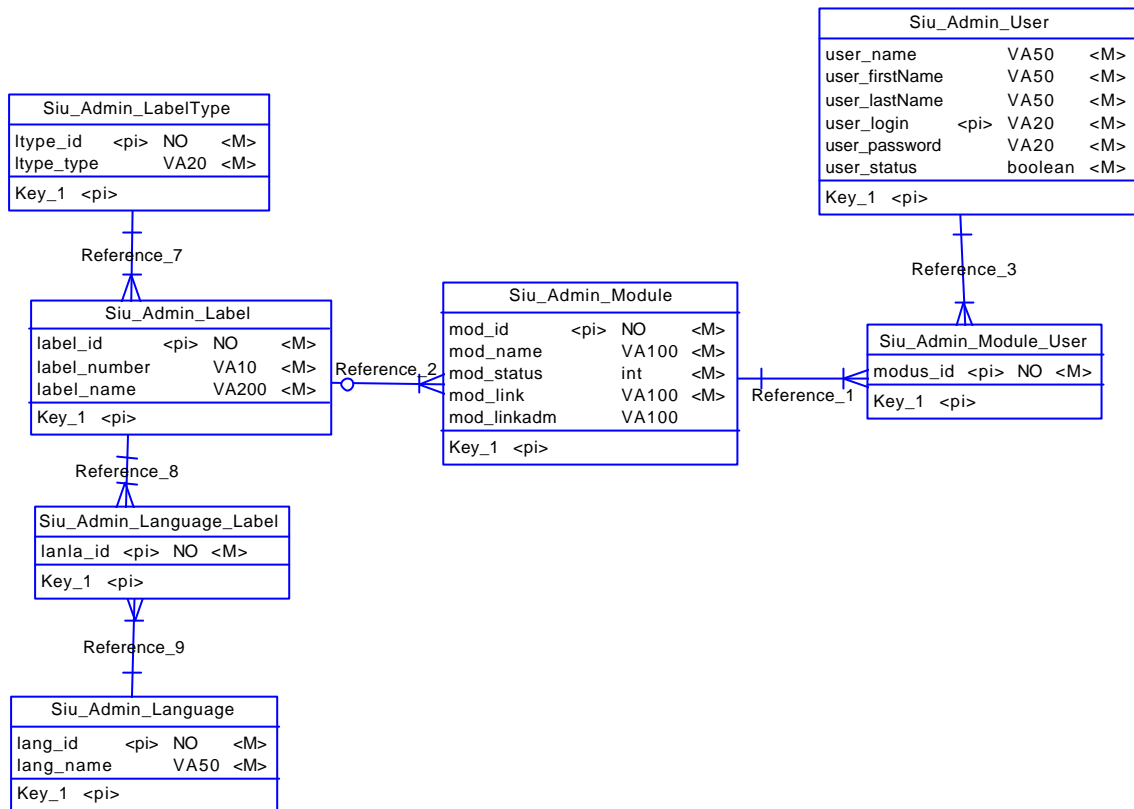 Siu_Admin_User
user_name VA50 <M>
user_firstName VA50 <M>
user_lastName VA50 <M>
user_login <pi> VA20 <M>
user_password VA20 <M>
user_status boolean <M>
Key_1 <pi>
Siu_Admin_LabelType
ltype_id <pi> NO <M>
ltype_type VA20 <M>
Key_1 <pi>
Reference_7
Reference_3
Siu_Admin_Label
label_id <pi> NO <M>
label_number VA10 <M>
label_name VA200 <M>
Key_1 <pi>
Reference_2
Siu_Admin_Module
mod_id <pi> NO <M>
mod_name VA100 <M>
mod_status int <M>
mod_link VA100 <M>
mod_linkadm VA100
Key_1 <pi>
Reference_1
Siu_Admin_Module_User
modus_id <pi> NO <M>
Key_1 <pi>
Reference_8
Siu_Admin_Language_Label
lanla_id <pi> NO <M>
Key_1 <pi>
Reference_9
Siu_Admin_Language
lang_id <pi> NO <M>
lang_name VA50 <M>
Key_1 <pi>